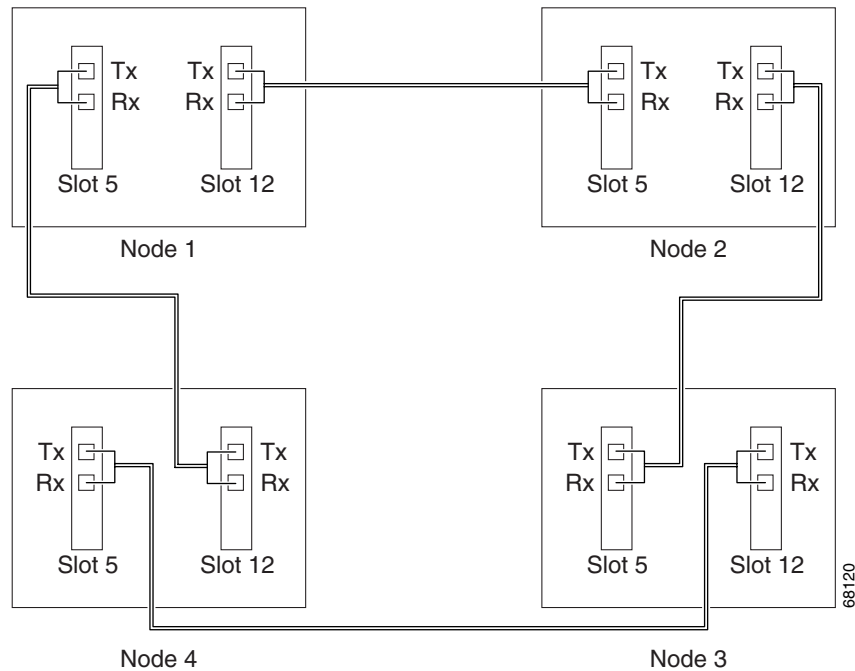 Tx Tx Tx Tx
Rx Rx Rx Rx
Slot 5 Slot 12 Slot 5 Slot 12
Node 1 Node 2
Tx Tx Tx Tx
Rx Rx Rx Rx
Slot 5 Slot 12 Slot 5 Slot 12
68120
Node 4 Node 3